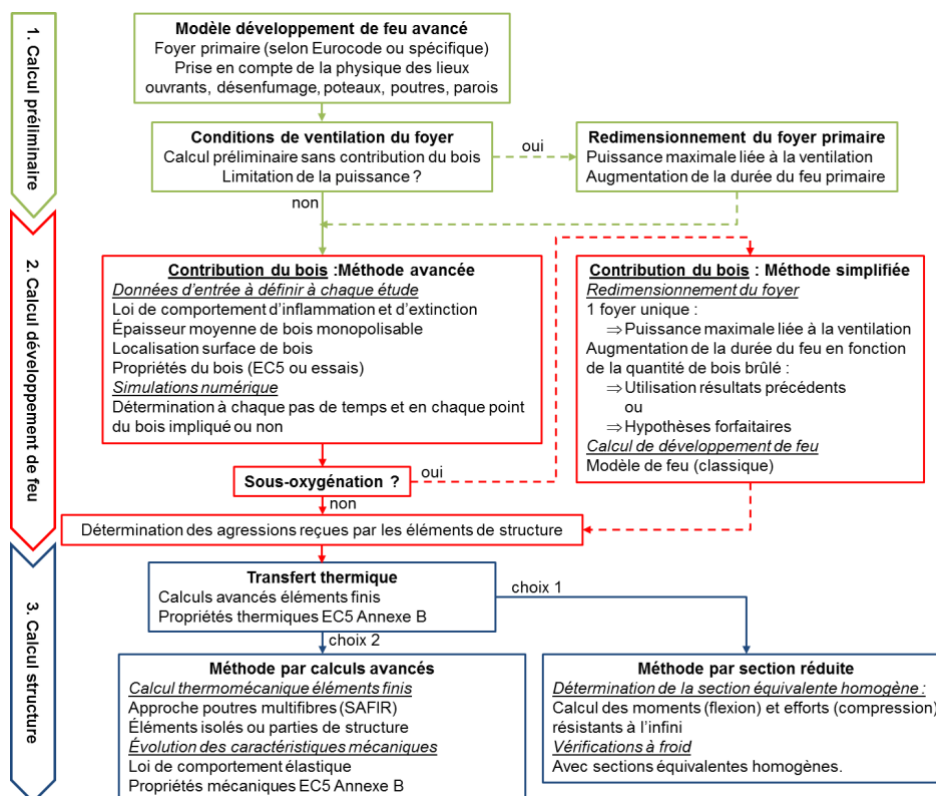 1. Calcul préliminaire
Modèle développement de feu avancé
Foyer primaire (selon Eurocode ou spécifique)
Prise en compte de la physique des lieux
ouvrants, désenfumage, poteaux, poutres, parois
Conditions de ventilation du foyer
Calcul préliminaire sans contribution du bois
Limitation de la puissance ?
oui
Redimensionnement du foyer primaire
Puissance maximale liée à la ventilation
Augmentation de la durée du feu primaire
non
2. Calcul développement de feu
Contribution du bois :Méthode avancée
Données d'entrée à définir à chaque étude
Loi de comportement d'inflammation et d'extinction
Épaisseur moyenne de bois monopolisable
Localisation surface de bois
Propriétés du bois (EC5 ou essais)
Simulations numérique
Détermination à chaque pas de temps et en chaque point
du bois impliqué ou non
Contribution du bois : Méthode simplifiée
Redimensionnement du foyer
1 foyer unique :
⇒ Puissance maximale liée à la ventilation
Augmentation de la durée du feu en fonction
de la quantité de bois brûlé :
⇒ Utilisation résultats précédents
ou
⇒ Hypothèses forfaitaires
Calcul de développement de feu
Modèle de feu (classique)
Sous-oxygénation ?
oui
non
Détermination des agressions reçues par les éléments de structure
3. Calcul structure
Transfert thermique
Calculs avancés éléments finis
Propriétés thermiques EC5 Annexe B
choix 1
choix 2
Méthode par calculs avancés
Calcul thermomécanique éléments finis
Approche poutres multifibres (SAFIR)
Éléments isolés ou parties de structure
Évolution des caractéristiques mécaniques
Loi de comportement élastique
Propriétés mécaniques EC5 Annexe B
Méthode par section réduite
Détermination de la section équivalente homogène :
Calcul des moments (flexion) et efforts (compression)
résistants à l'infini
Vérifications à froid
Avec sections équivalentes homogènes.